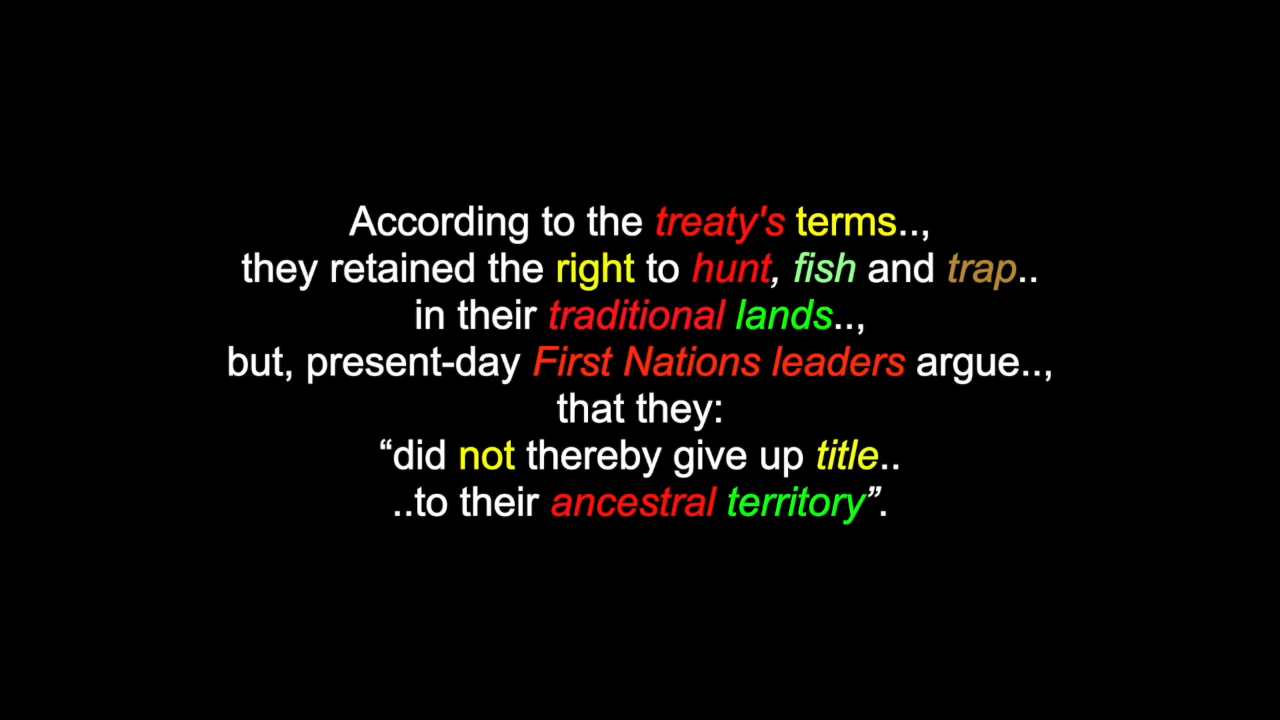 According to the treaty's terms..,
they retained the right to hunt, fish and trap..
in their traditional lands..,
but, present-day First Nations leaders argue..,
that they:
“did not thereby give up title..
..to their ancestral territory”.